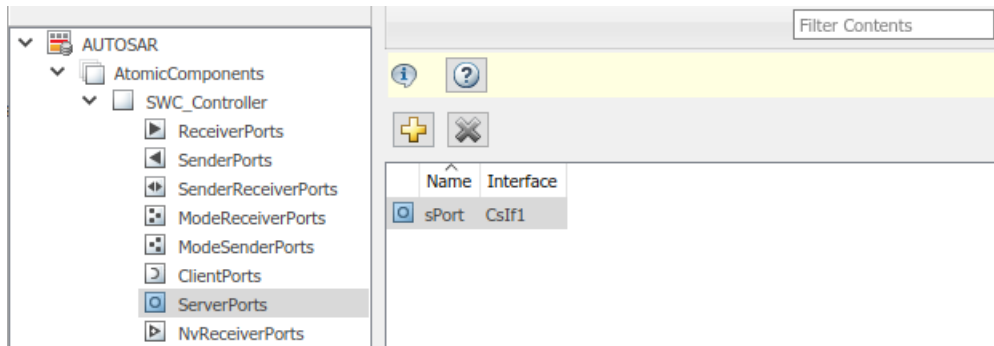 Filter Contents
AUTOSAR
AtomicComponents
SWC_Controller
ReceiverPorts
SenderPorts
SenderReceiverPorts
ModeReceiverPorts
ModeSenderPorts
ClientPorts
ServerPorts
NvReceiverPorts
Name Interface
sPort CsIf1